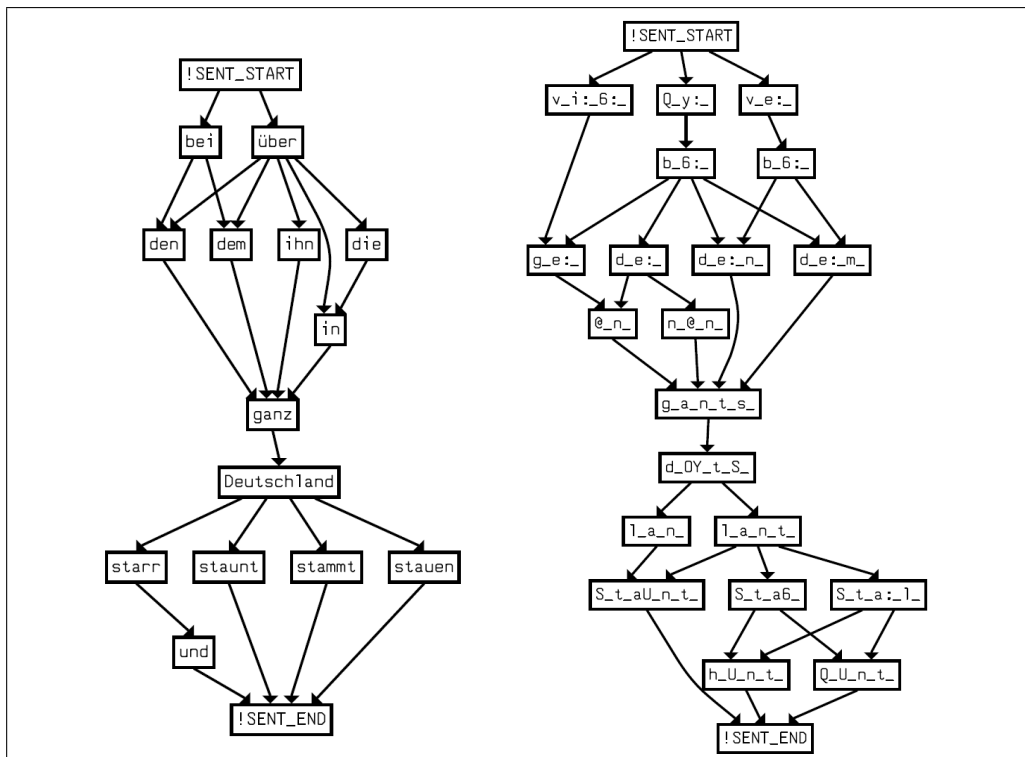 !SENT_START
bei über
den dem ihn die
in
ganz
Deutschland
starr staunt stammt stauen
und
!SENT_END
!SENT_START
v_i:_6:_ Q_y:_ v_e:_
b_6:_ b_6:_
g_e:_ d_e:_ d_e:_n_ d_e:_m_
@_n_ n_@_n_
g_a_n_t_s_
d_OY_t_S_
l_a_n_ l_a_n_t_
S_t_aU_n_t_ S_t_a6_ S_t_a:_l_
h_U_n_t_ Q_U_n_t_
!SENT_END